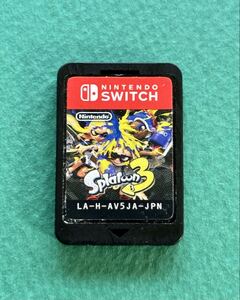 NINTENDO
SWITCH
Nintendo
Splatoon 3
LA-H-AV5JA-JPN